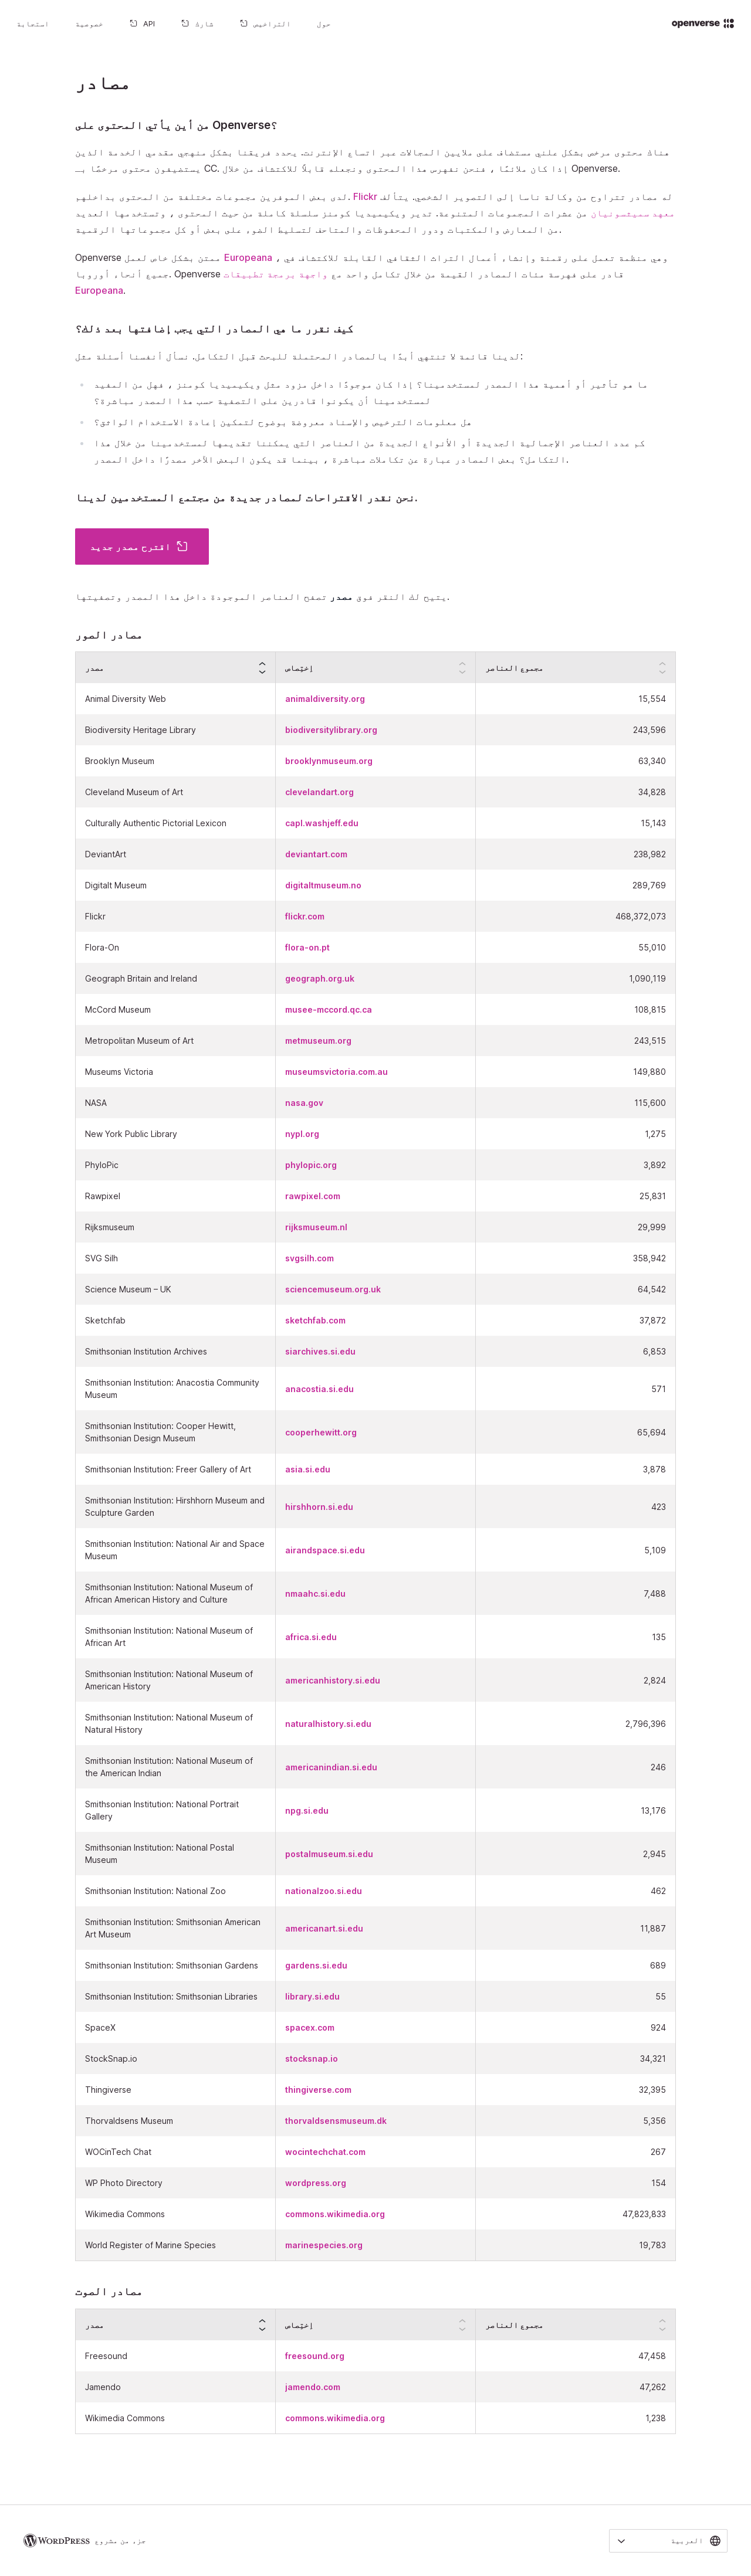 openverse
حول
التراخيص
شارك
API
خصوصية
استجابة
مصادر
من أين يأتي المحتوى على Openverse؟
هناك محتوى مرخص بشكل علني مستضاف على ملايين المجالات عبر اتساع الإنترنت. يحدد فريقنا بشكل منهجي مقدمي الخدمة الذين
يستضيفون محتوى مرخصًا بـ CC. إذا كان ملائمًا ، فنحن نفهرس هذا المحتوى ونجعله قابلاً للاكتشاف من خلال Openverse.
لدى بعض الموفرين مجموعات مختلفة من المحتوى بداخلهم. Flickr له مصادر تتراوح من وكالة ناسا إلى التصوير الشخصي. يتألف
معهد سميثسونيان من عشرات المجموعات المتنوعة. تدير ويكيميديا كومنز سلسلة كاملة من حيث المحتوى ، وتستخدمها العديد
من المعارض والمكتبات ودور المحفوظات والمتاحف لتسليط الضوء على بعض أو كل مجموعاتها الرقمية.
Openverse ممتن بشكل خاص لعمل Europeana ، وهي منظمة تعمل على رقمنة وإنشاء أعمال التراث الثقافي القابلة للاكتشاف في
جميع أنحاء أوروبا. Openverse قادر على فهرسة مئات المصادر القيمة من خلال تكامل واحد مع واجهة برمجة تطبيقات
Europeana.
كيف نقرر ما هي المصادر التي يجب إضافتها بعد ذلك؟
لدينا قائمة لا تنتهي أبدًا بالمصادر المحتملة للبحث قبل التكامل. نسأل أنفسنا أسئلة مثل:
ما هو تأثير أو أهمية هذا المصدر لمستخدمينا؟ إذا كان موجودًا داخل مزود مثل ويكيميديا كومنز ، فهل من المفيد
لمستخدمينا أن يكونوا قادرين على التصفية حسب هذا المصدر مباشرة؟
هل معلومات الترخيص والإسناد معروضة بوضوح لتمكين إعادة الاستخدام الواثق؟
كم عدد العناصر الإجمالية الجديدة أو الأنواع الجديدة من العناصر التي يمكننا تقديمها لمستخدمينا من خلال هذا
التكامل؟ بعض المصادر عبارة عن تكاملات مباشرة ، بينما قد يكون البعض الآخر مصدرًا داخل المصدر.
نحن نقدر الاقتراحات لمصادر جديدة من مجتمع المستخدمين لدينا.
اقترح مصدر جديد
يتيح لك النقر فوق مصدر تصفح العناصر الموجودة داخل هذا المصدر وتصفيتها.
مصادر الصور
مصدر	اِختِصاص	مجموع العناصر
Animal Diversity Web	animaldiversity.org	15,554
Biodiversity Heritage Library	biodiversitylibrary.org	243,596
Brooklyn Museum	brooklynmuseum.org	63,340
Cleveland Museum of Art	clevelandart.org	34,828
Culturally Authentic Pictorial Lexicon	capl.washjeff.edu	15,143
DeviantArt	deviantart.com	238,982
Digitalt Museum	digitaltmuseum.no	289,769
Flickr	flickr.com	468,372,073
Flora-On	flora-on.pt	55,010
Geograph Britain and Ireland	geograph.org.uk	1,090,119
McCord Museum	musee-mccord.qc.ca	108,815
Metropolitan Museum of Art	metmuseum.org	243,515
Museums Victoria	museumsvictoria.com.au	149,880
NASA	nasa.gov	115,600
New York Public Library	nypl.org	1,275
PhyloPic	phylopic.org	3,892
Rawpixel	rawpixel.com	25,831
Rijksmuseum	rijksmuseum.nl	29,999
SVG Silh	svgsilh.com	358,942
Science Museum – UK	sciencemuseum.org.uk	64,542
Sketchfab	sketchfab.com	37,872
Smithsonian Institution Archives	siarchives.si.edu	6,853
Smithsonian Institution: Anacostia Community
Museum	anacostia.si.edu	571
Smithsonian Institution: Cooper Hewitt,
Smithsonian Design Museum	cooperhewitt.org	65,694
Smithsonian Institution: Freer Gallery of Art	asia.si.edu	3,878
Smithsonian Institution: Hirshhorn Museum and
Sculpture Garden	hirshhorn.si.edu	423
Smithsonian Institution: National Air and Space
Museum	airandspace.si.edu	5,109
Smithsonian Institution: National Museum of
African American History and Culture	nmaahc.si.edu	7,488
Smithsonian Institution: National Museum of
African Art	africa.si.edu	135
Smithsonian Institution: National Museum of
American History	americanhistory.si.edu	2,824
Smithsonian Institution: National Museum of
Natural History	naturalhistory.si.edu	2,796,396
Smithsonian Institution: National Museum of
the American Indian	americanindian.si.edu	246
Smithsonian Institution: National Portrait
Gallery	npg.si.edu	13,176
Smithsonian Institution: National Postal
Museum	postalmuseum.si.edu	2,945
Smithsonian Institution: National Zoo	nationalzoo.si.edu	462
Smithsonian Institution: Smithsonian American
Art Museum	americanart.si.edu	11,887
Smithsonian Institution: Smithsonian Gardens	gardens.si.edu	689
Smithsonian Institution: Smithsonian Libraries	library.si.edu	55
SpaceX	spacex.com	924
StockSnap.io	stocksnap.io	34,321
Thingiverse	thingiverse.com	32,395
Thorvaldsens Museum	thorvaldsensmuseum.dk	5,356
WOCinTech Chat	wocintechchat.com	267
WP Photo Directory	wordpress.org	154
Wikimedia Commons	commons.wikimedia.org	47,823,833
World Register of Marine Species	marinespecies.org	19,783
مصادر الصوت
مصدر	اِختِصاص	مجموع العناصر
Freesound	freesound.org	47,458
Jamendo	jamendo.com	47,262
Wikimedia Commons	commons.wikimedia.org	1,238
جزء من مشروع WORDPRESS
العربية